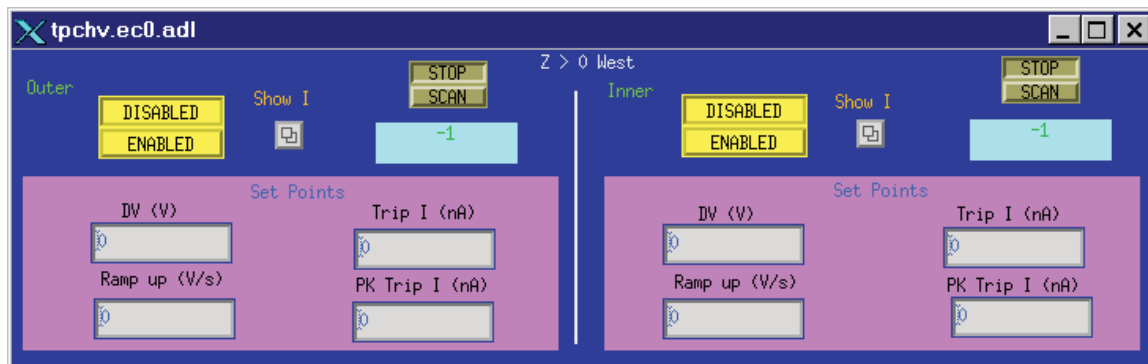 tpchv.ec0.adl
Z > 0 West
Outer
DISABLED
ENABLED
Show I
STOP
SCAN
-1
Set Points
DV (V)
0
Trip I (nA)
0
Ramp up (V/s)
0
PK Trip I (nA)
0
Inner
DISABLED
ENABLED
Show I
STOP
SCAN
-1
Set Points
DV (V)
0
Trip I (nA)
0
Ramp up (V/s)
0
PK Trip I (nA)
0